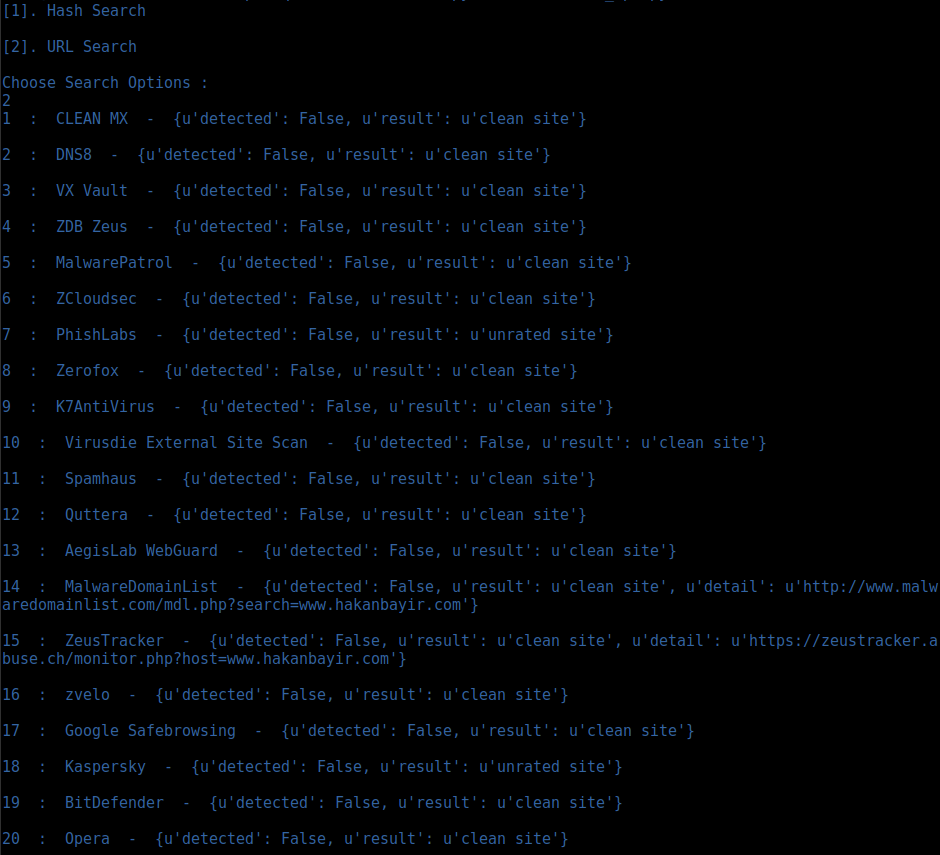 [1]. Hash Search
[2]. URL Search
Choose Search Options :
2
1  :  CLEAN MX  -  {u'detected': False, u'result': u'clean site'}
2  :  DNS8  -  {u'detected': False, u'result': u'clean site'}
3  :  VX Vault  -  {u'detected': False, u'result': u'clean site'}
4  :  ZDB Zeus  -  {u'detected': False, u'result': u'clean site'}
5  :  MalwarePatrol  -  {u'detected': False, u'result': u'clean site'}
6  :  ZCloudsec  -  {u'detected': False, u'result': u'clean site'}
7  :  PhishLabs  -  {u'detected': False, u'result': u'unrated site'}
8  :  Zerofox  -  {u'detected': False, u'result': u'clean site'}
9  :  K7AntiVirus  -  {u'detected': False, u'result': u'clean site'}
10  :  Virusdie External Site Scan  -  {u'detected': False, u'result': u'clean site'}
11  :  Spamhaus  -  {u'detected': False, u'result': u'clean site'}
12  :  Quttera  -  {u'detected': False, u'result': u'clean site'}
13  :  AegisLab WebGuard  -  {u'detected': False, u'result': u'clean site'}
14  :  MalwareDomainList  -  {u'detected': False, u'result': u'clean site', u'detail': u'http://www.malw
aredomainlist.com/mdl.php?search=www.hakanbayir.com'}
15  :  ZeusTracker  -  {u'detected': False, u'result': u'clean site', u'detail': u'https://zeustracker.a
buse.ch/monitor.php?host=www.hakanbayir.com'}
16  :  zvelo  -  {u'detected': False, u'result': u'clean site'}
17  :  Google Safebrowsing  -  {u'detected': False, u'result': u'clean site'}
18  :  Kaspersky  -  {u'detected': False, u'result': u'unrated site'}
19  :  BitDefender  -  {u'detected': False, u'result': u'clean site'}
20  :  Opera  -  {u'detected': False, u'result': u'clean site'}